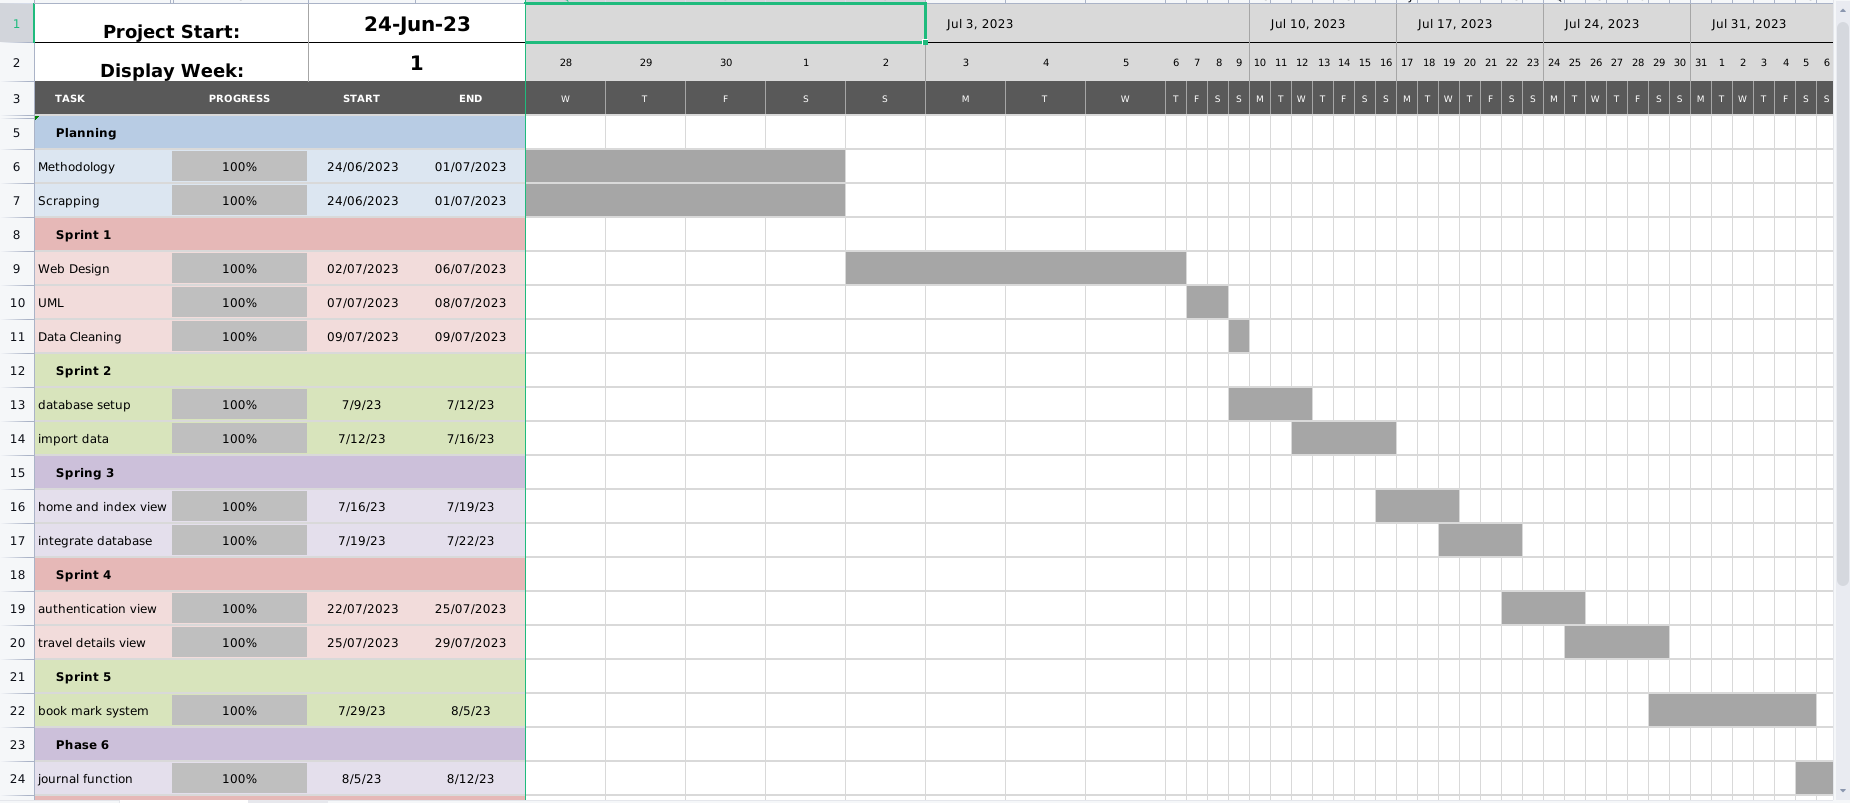 1 Project Start: 24-Jun-23 Jul 3, 2023 Jul 10, 2023 Jul 17, 2023 Jul 24, 2023 Jul 31, 2023
2 Display Week: 1 28 29 30 1 2 3 4 5 6 7 8 9 10 11 12 13 14 15 16 17 18 19 20 21 22 23 24 25 26 27 28 29 30 31 1 2 3 4 5 6
3 TASK PROGRESS START END W T F S S M T W T F S S M T W T F S S M T W T F S S M T W T F S S M T W T F S S
5 Planning
6 Methodology 100% 24/06/2023 01/07/2023
7 Scrapping 100% 24/06/2023 01/07/2023
8 Sprint 1
9 Web Design 100% 02/07/2023 06/07/2023
10 UML 100% 07/07/2023 08/07/2023
11 Data Cleaning 100% 09/07/2023 09/07/2023
12 Sprint 2
13 database setup 100% 7/9/23 7/12/23
14 import data 100% 7/12/23 7/16/23
15 Spring 3
16 home and index view 100% 7/16/23 7/19/23
17 integrate database 100% 7/19/23 7/22/23
18 Sprint 4
19 authentication view 100% 22/07/2023 25/07/2023
20 travel details view 100% 25/07/2023 29/07/2023
21 Sprint 5
22 book mark system 100% 7/29/23 8/5/23
23 Phase 6
24 journal function 100% 8/5/23 8/12/23